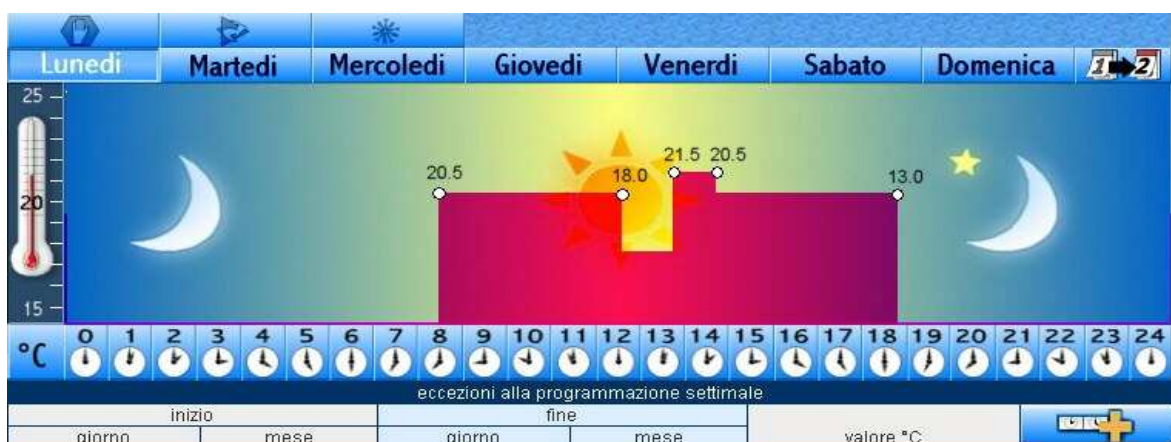 Lunedi Martedi Mercoledi Giovedi Venerdi Sabato Domenica 1 2
25
20
15
20.5 18.0 21.5 20.5 13.0
°C 0 1 2 3 4 5 6 7 8 9 10 11 12 13 14 15 16 17 18 19 20 21 22 23 24
eccezioni alla programmazione settimale
inizio fine
giorno mese giorno mese valore °C